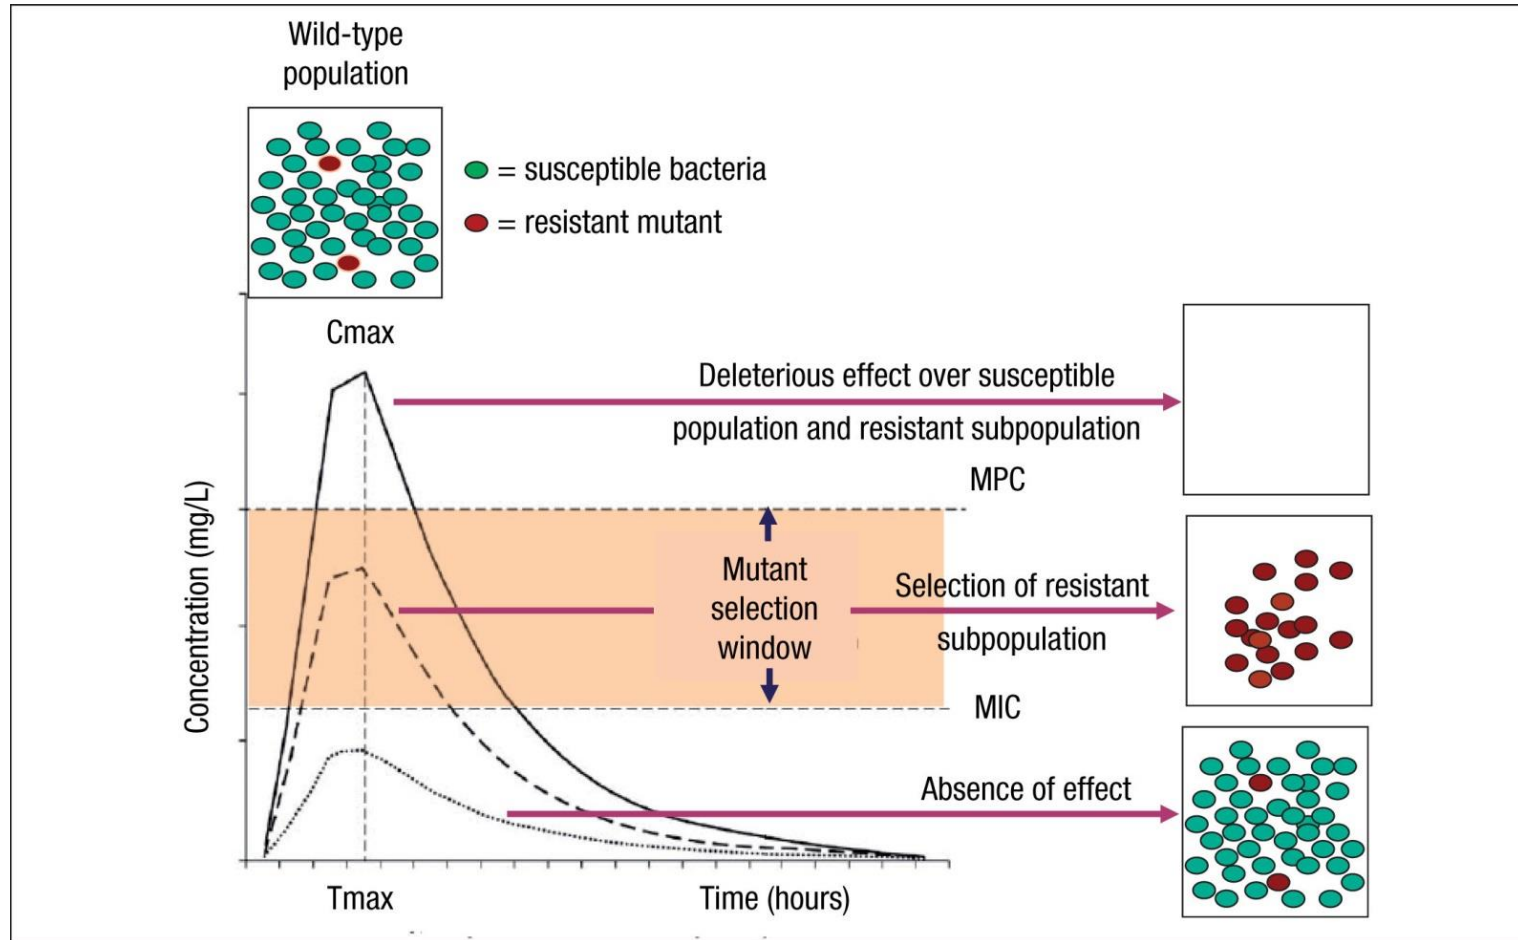 Wild-type
population
= susceptible bacteria
= resistant mutant
Cmax
Deleterious effect over susceptible
population and resistant subpopulation
MPC
Concentration (mg/L)
Mutant
selection
window
Selection of resistant
subpopulation
MIC
Absence of effect
Tmax
Time (hours)